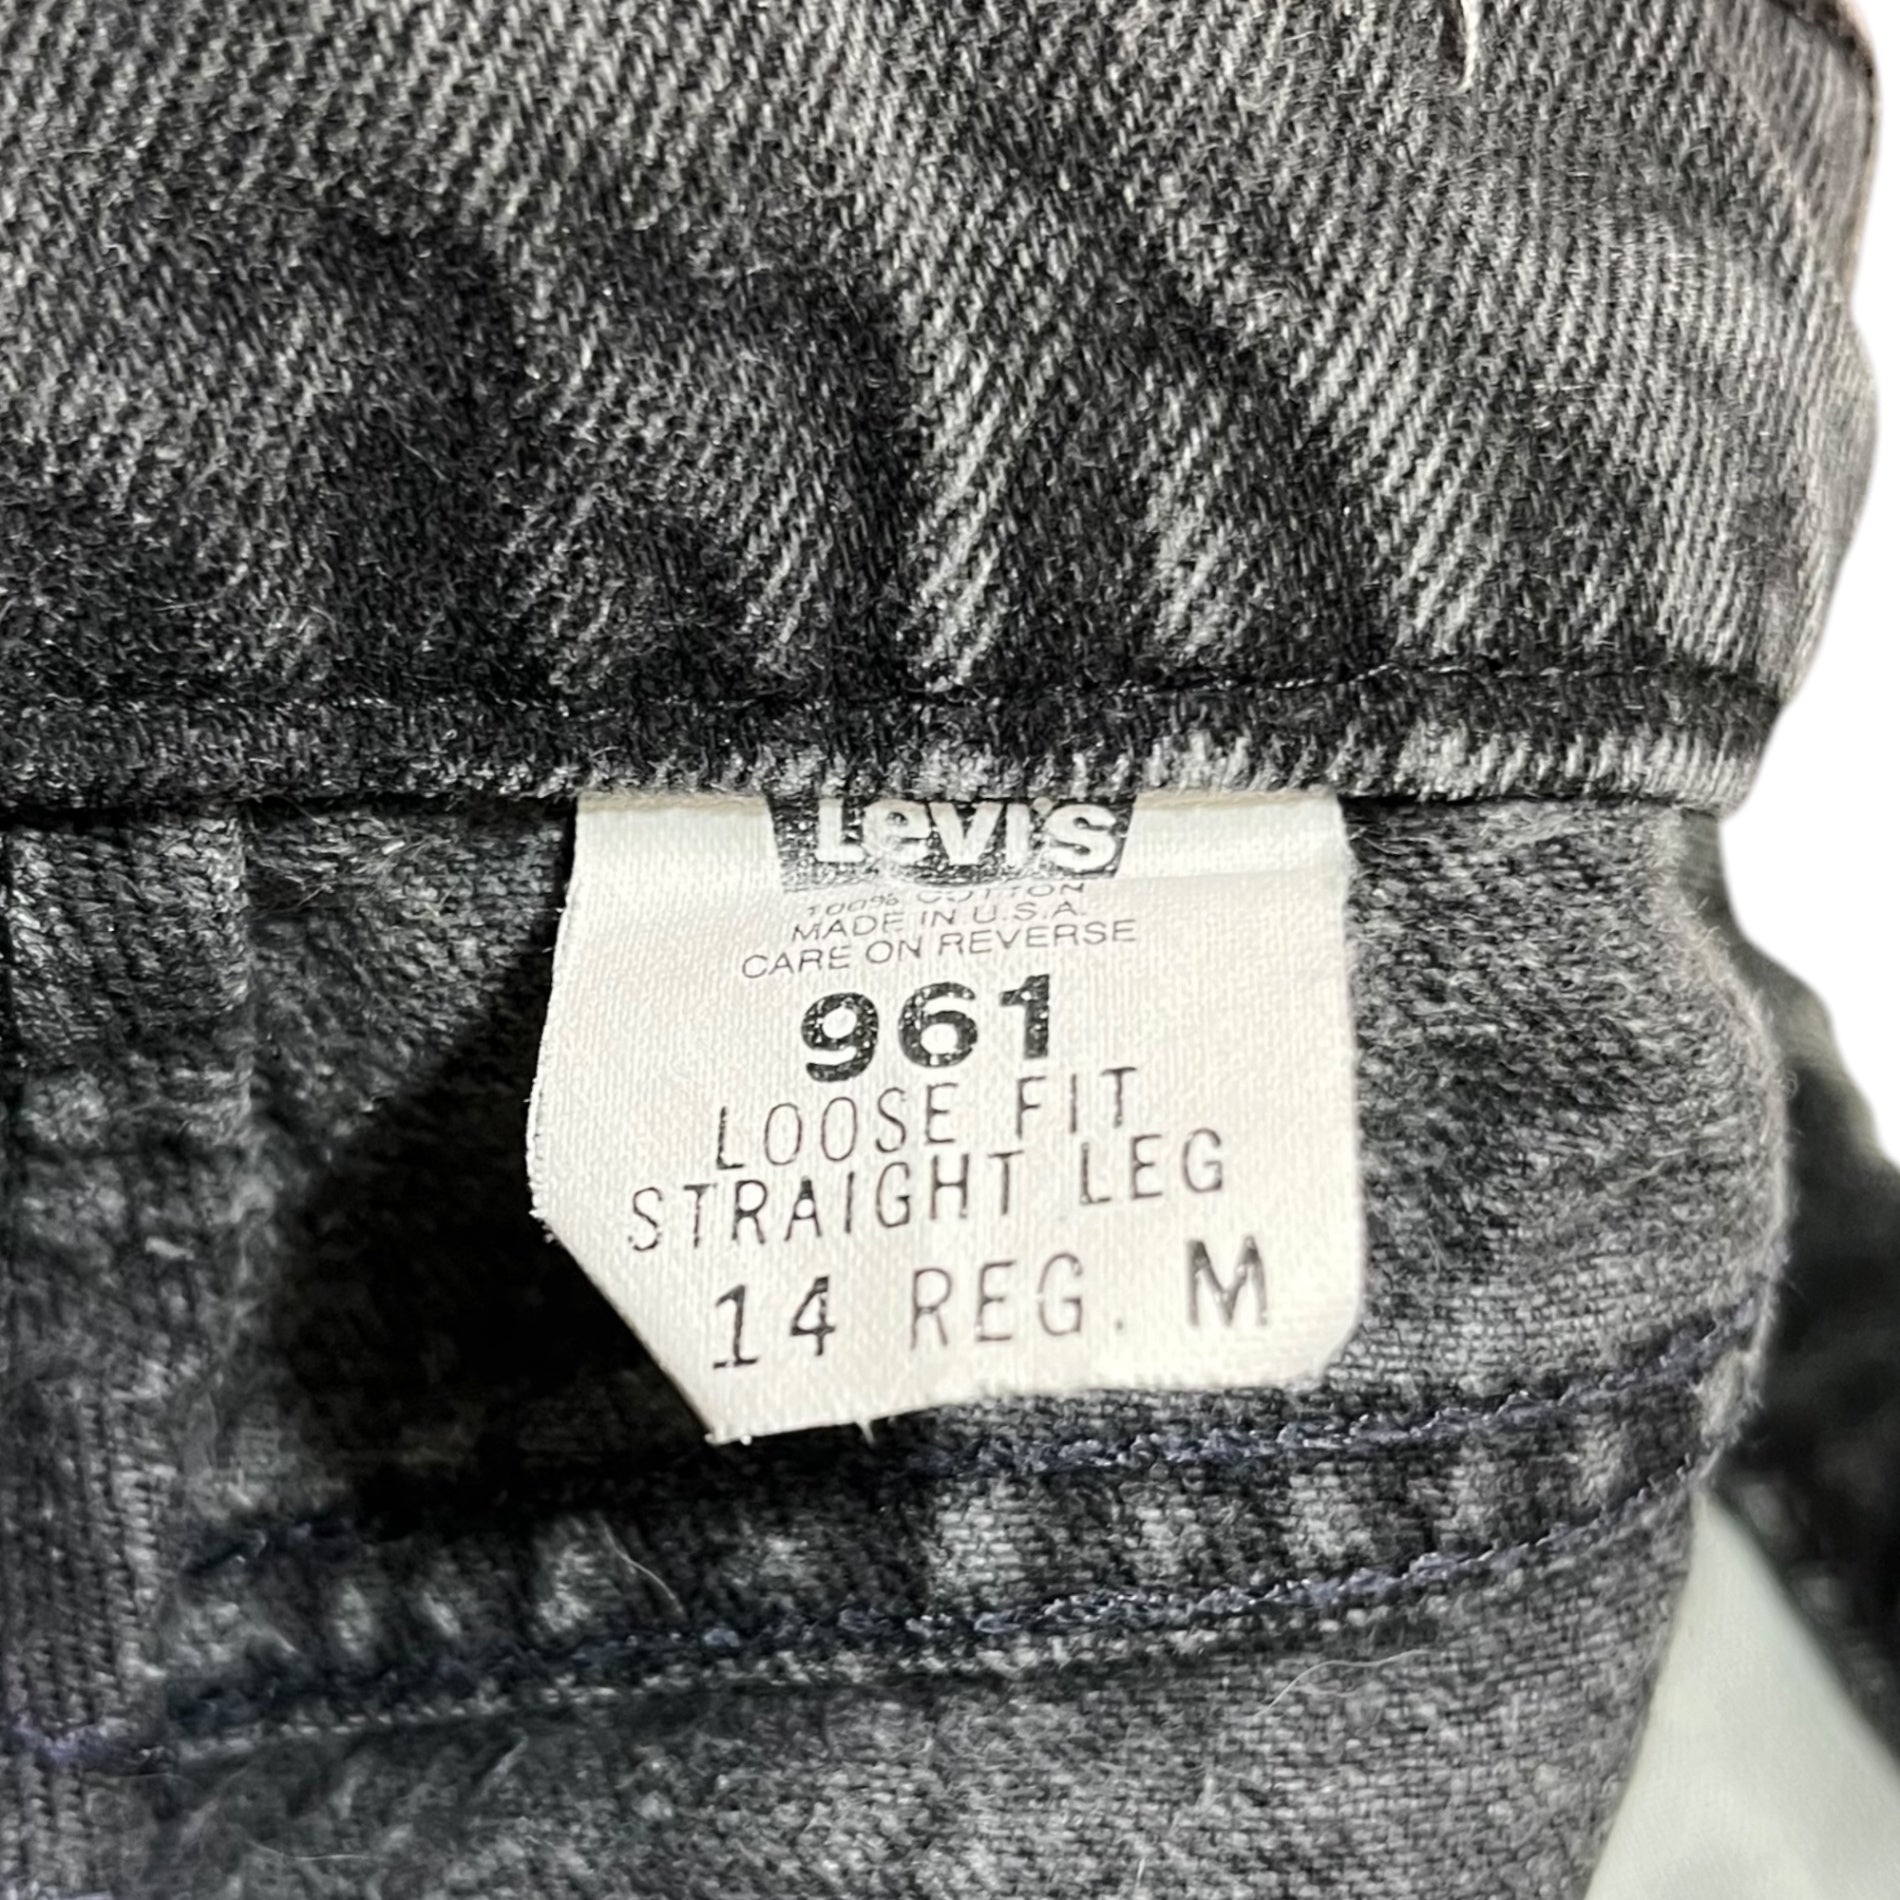 Levi's
100% COTTON
MADE IN U.S.A.
CARE ON REVERSE
961
LOOSE FIT
STRAIGHT LEG
14 REG. M